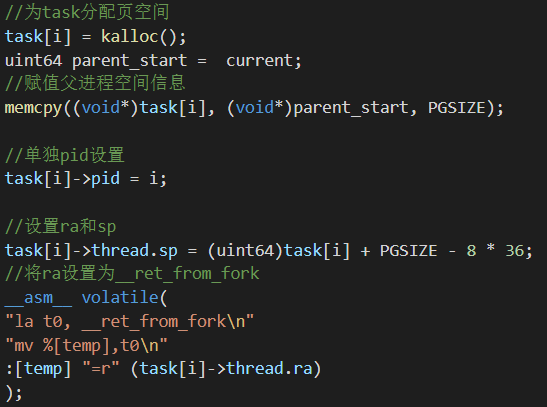 //为task分配页空间
task[i] = kalloc();
uint64 parent_start =  current;
//赋值父进程空间信息
memcpy((void*)task[i], (void*)parent_start, PGSIZE);
//单独pid设置
task[i]->pid = i;
//设置ra和sp
task[i]->thread.sp = (uint64)task[i] + PGSIZE - 8 * 36;
//将ra设置为__ret_from_fork
__asm__ volatile(
"la t0, __ret_from_fork\n"
"mv %[temp],t0\n"
:[temp] "=r" (task[i]->thread.ra)
);